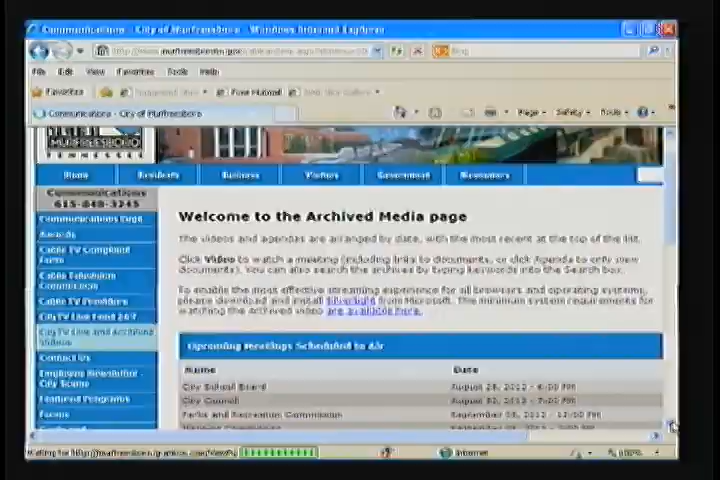 Communications - City of Murfreesboro - Windows Internet Explorer
Bing
File Edit View Favorites Tools Help
Favorites
Free Hotmail
Communications - City of Murfreesboro
Page Safety Tools
MURFREESBORO
TENNESSEE
Home Residents Business Visitors Government Newsroom
Communications
615-848-3245
Communications Page
Awards
Cable TV Complaint
Form
Cable Television
Commission
Cable TV Providers
CityTV Live Feed 24/7
CityTV Live and Archived
Videos
Contact Us
Employee Newsletter -
City Scene
Featured Programs
Forms
Welcome to the Archived Media page
The videos and agendas are arranged by date, with the most recent at the top of the list.
Click Video to watch a meeting (including links to documents, or click Agenda to only view
documents). You can also search the archives by typing keywords into the Search box.
To enable the most effective streaming experience for all browsers and operating systems,
please download and install Silverlight from Microsoft. The minimum system requirements for
watching the archived video are available here.
Upcoming Meetings Scheduled to Air
Name Date
City School Board August 28, 2012 - 6:00 PM
City Council August 30, 2012 - 7:00 PM
Parks and Recreation Commission September 05, 2012 - 12:00 PM
Internet